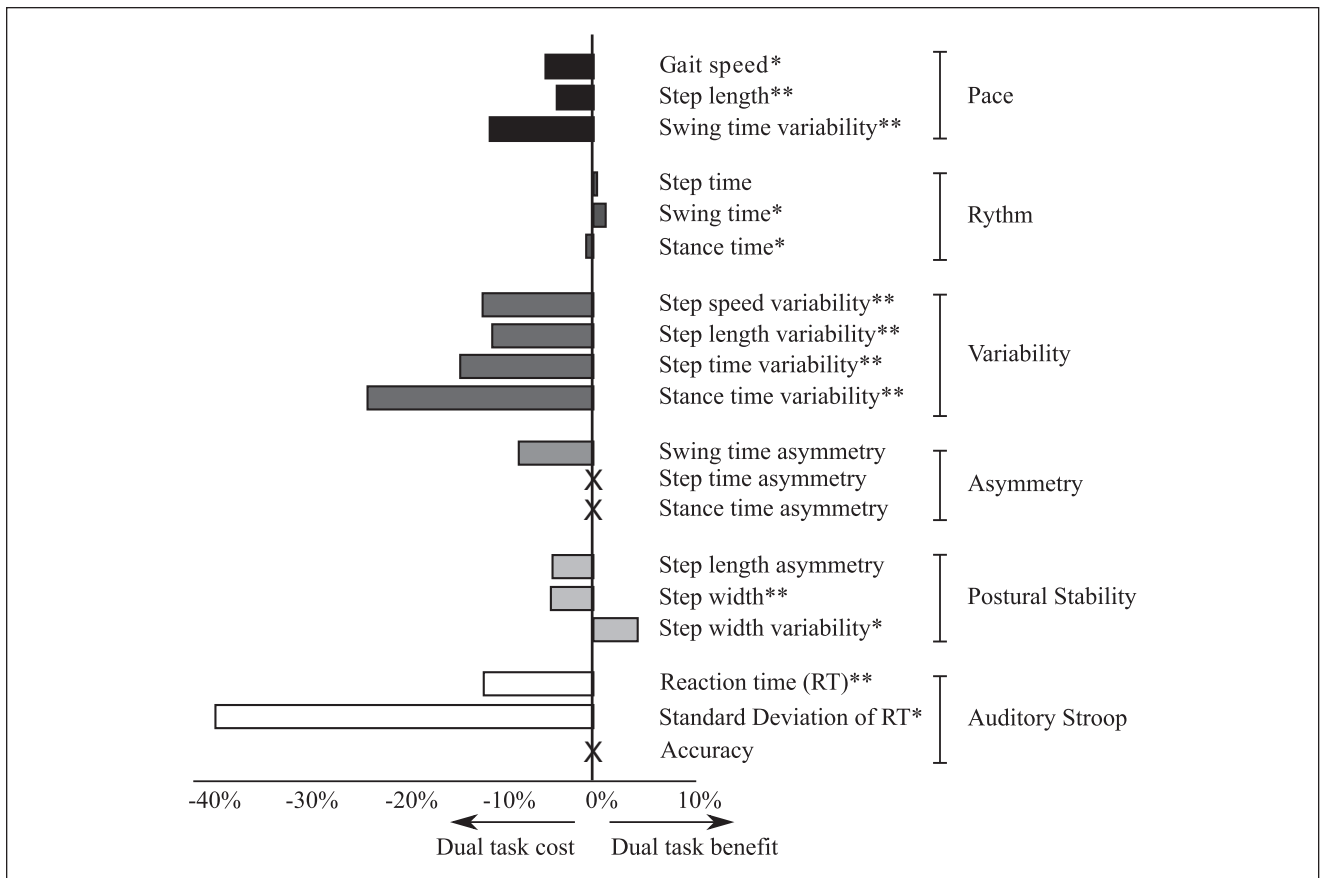 Gait speed*
Step length**
Swing time variability**
Pace
Step time
Swing time*
Stance time*
Rythm
Step speed variability**
Step length variability**
Step time variability**
Stance time variability**
Variability
Swing time asymmetry
X Step time asymmetry
X Stance time asymmetry
Asymmetry
Step length asymmetry
Step width**
Step width variability*
Postural Stability
Reaction time (RT)**
Standard Deviation of RT*
X Accuracy
Auditory Stroop
-40% -30% -20% -10% 0% 10%
Dual task cost Dual task benefit